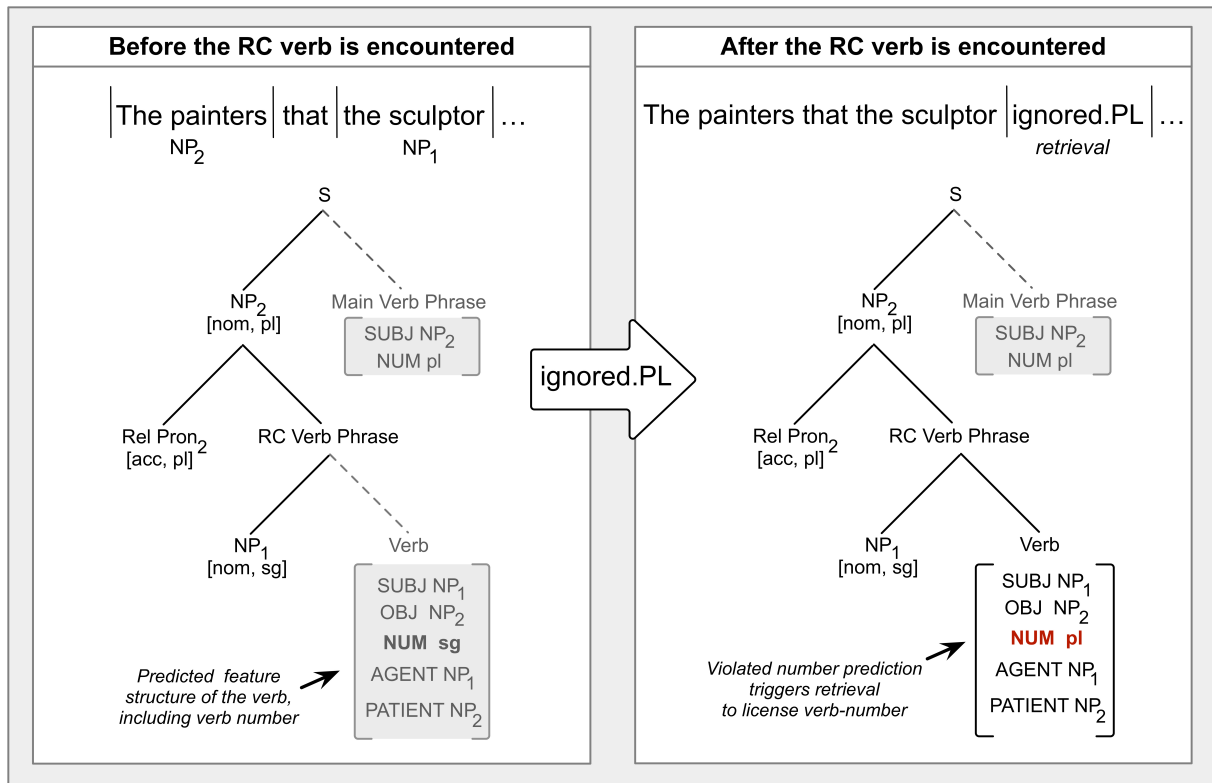 Before the RC verb is encountered
The painters that the sculptor ...
NP2 NP1
S
NP2 Main Verb Phrase
[nom, pl]
SUBJ NP2
NUM pl
Rel Pron2 RC Verb Phrase
[acc, pl]
NP1 Verb
[nom, sg]
SUBJ NP1
OBJ NP2
NUM sg
AGENT NP1
PATIENT NP2
Predicted feature
structure of the verb,
including verb number
ignored.PL
After the RC verb is encountered
The painters that the sculptor ignored.PL ...
retrieval
S
NP2 Main Verb Phrase
[nom, pl]
SUBJ NP2
NUM pl
Rel Pron2 RC Verb Phrase
[acc, pl]
NP1 Verb
[nom, sg]
SUBJ NP1
OBJ NP2
NUM pl
AGENT NP1
PATIENT NP2
Violated number prediction
triggers retrieval
to license verb-number